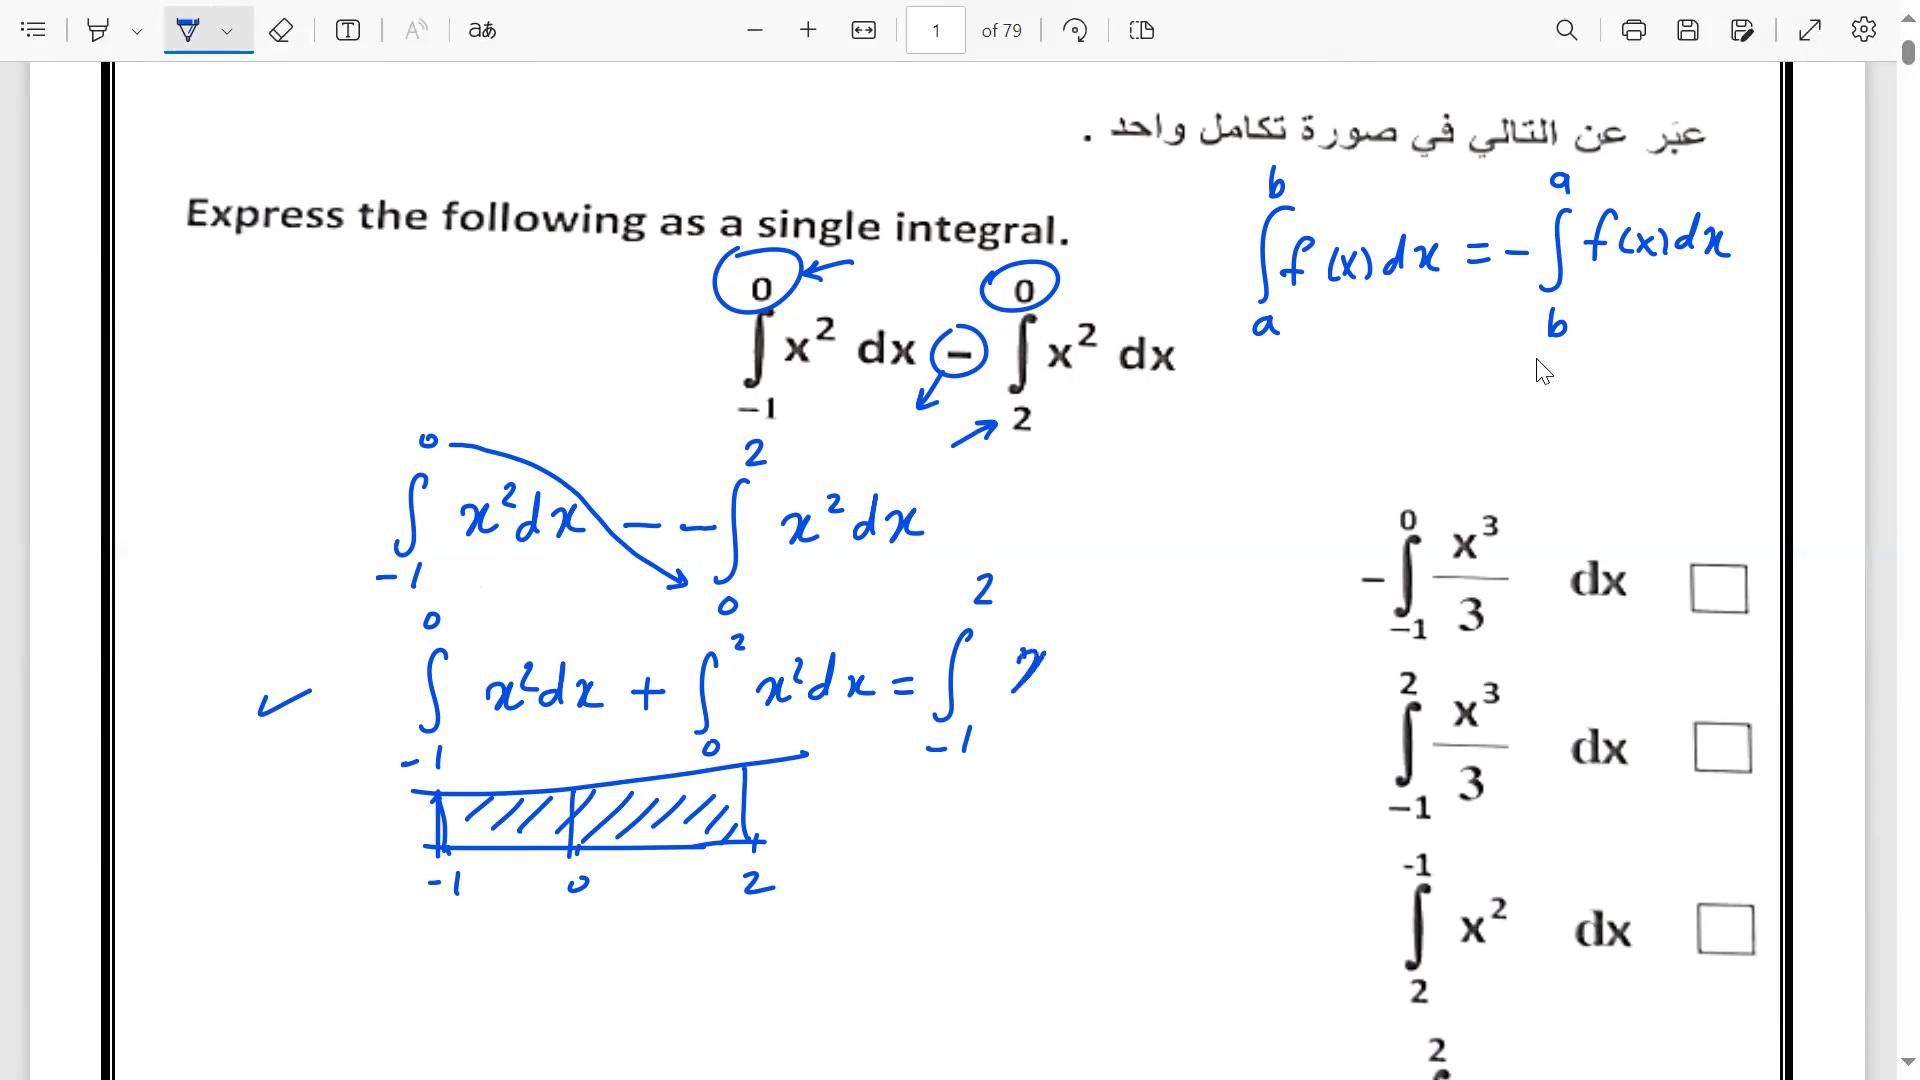 1 of 79
عبَر عن التالي في صورة تكامل واحد .
Express the following as a single integral.
∫_{-1}^{0} x² dx − ∫_{2}^{0} x² dx
∫_{a}^{b} f(x) dx = − ∫_{b}^{a} f(x) dx
∫_{-1}^{0} x² dx − − ∫_{0}^{2} x² dx
∫_{-1}^{0} x² dx + ∫_{0}^{2} x² dx = ∫_{-1}^{2} x
-1 0 2
− ∫_{-1}^{0} x³/3 dx
∫_{-1}^{2} x³/3 dx
∫_{2}^{-1} x² dx
2